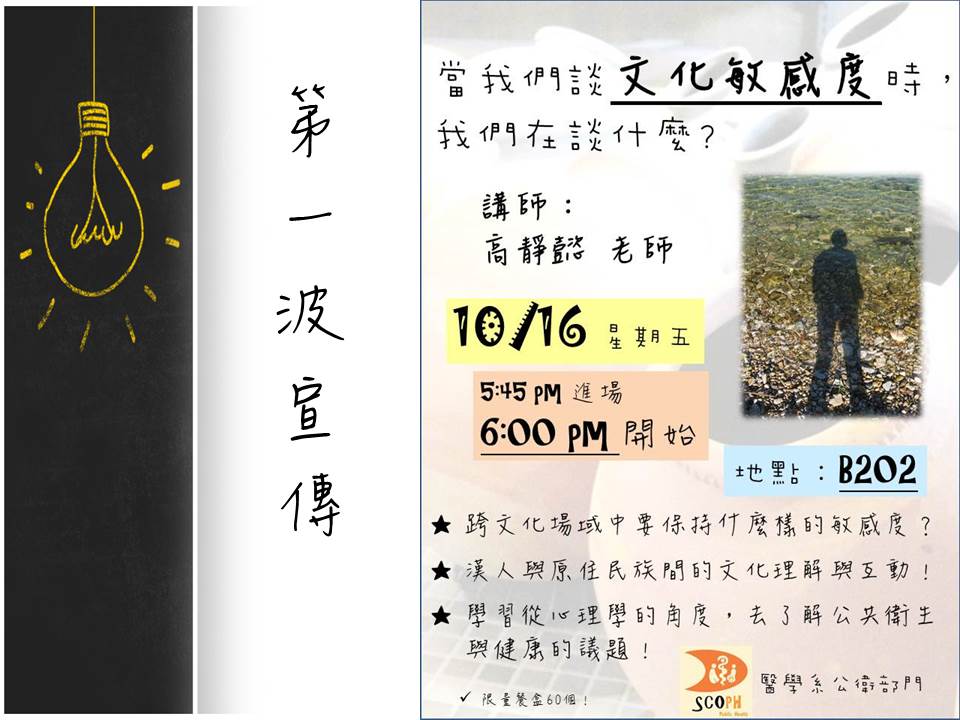 第一波宣傳
當我們談文化敏感度時，
我們在談什麼？
講師：
高靜懿 老師
10/16 星期五
5:45 PM 進場
6:00 PM 開始
地點：B202
★ 跨文化場域中要保持什麼樣的敏感度？
★ 漢人與原住民族間的文化理解與互動！
★ 學習從心理學的角度，去了解公共衛生
與健康的議題！
✓ 限量餐盒60個！
SCOPH
Public Health
醫學系公衛部門